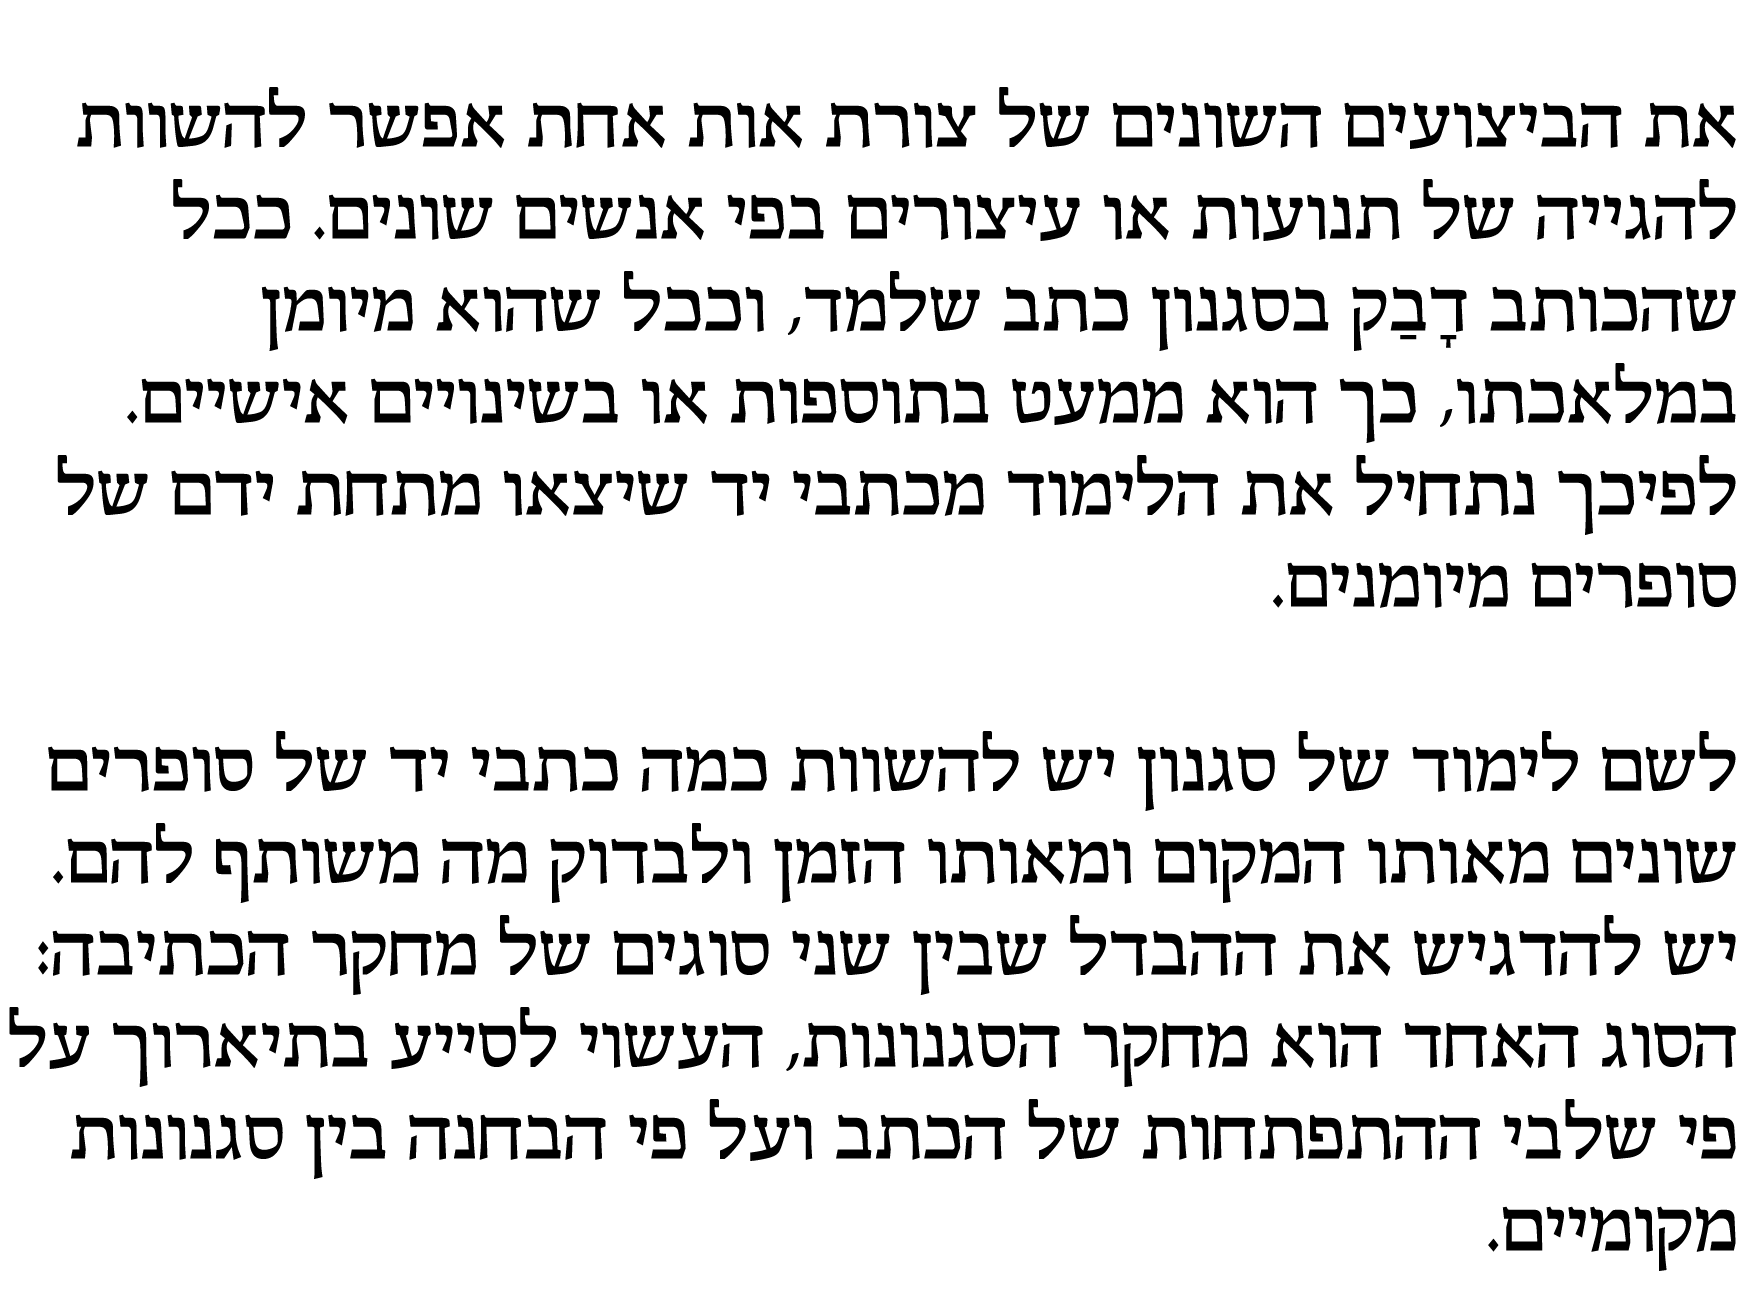 את הביצועים השונים של צורת אות אחת אפשר להשוות
להגייה של תנועות או עיצורים בפי אנשים שונים. ככל
שהכותב דָבַק בסגנון כתב שלמד, וככל שהוא מיומן
במלאכתו, כך הוא ממעט בתוספות או בשינויים אישיים.
לפיכך נתחיל את הלימוד מכתבי יד שיצאו מתחת ידם של
סופרים מיומנים.

לשם לימוד של סגנון יש להשוות כמה כתבי יד של סופרים
שונים מאותו המקום ומאותו הזמן ולבדוק מה משותף להם.
יש להדגיש את ההבדל שבין שני סוגים של מחקר הכתיבה:
הסוג האחד הוא מחקר הסגנונות, העשוי לסייע בתיארוך על
פי שלבי ההתפתחות של הכתב ועל פי הבחנה בין סגנונות
מקומיים.